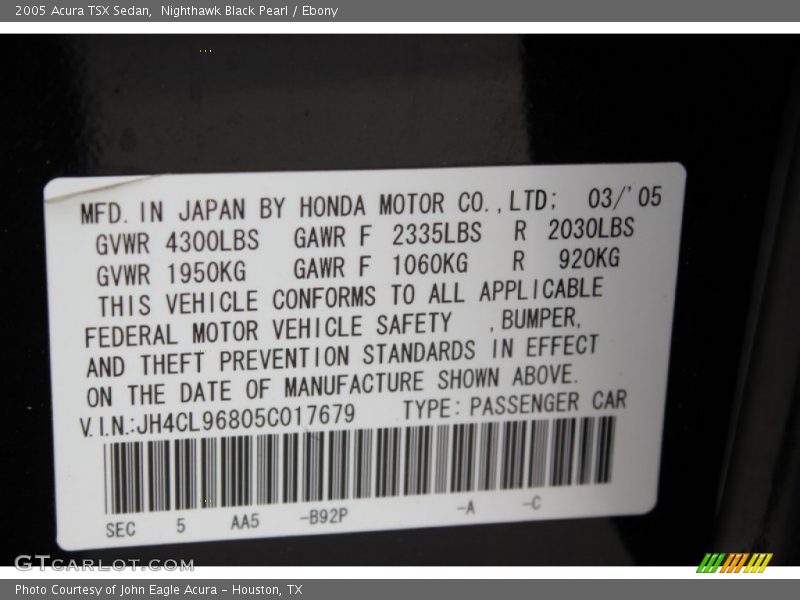 2005 Acura TSX Sedan,  Nighthawk Black Pearl / Ebony
MFD. IN JAPAN BY HONDA MOTOR CO., LTD; 03/'05
GVWR 4300LBS GAWR F 2335LBS R 2030LBS
GVWR 1950KG GAWR F 1060KG R 920KG
THIS VEHICLE CONFORMS TO ALL APPLICABLE
FEDERAL MOTOR VEHICLE SAFETY , BUMPER,
AND THEFT PREVENTION STANDARDS IN EFFECT
ON THE DATE OF MANUFACTURE SHOWN ABOVE.
V.I.N.:JH4CL96805C017679 TYPE: PASSENGER CAR
SEC 5 AA5 -B92P -A -C
GTCARLOT.COM
Photo Courtesy of John Eagle Acura - Houston, TX